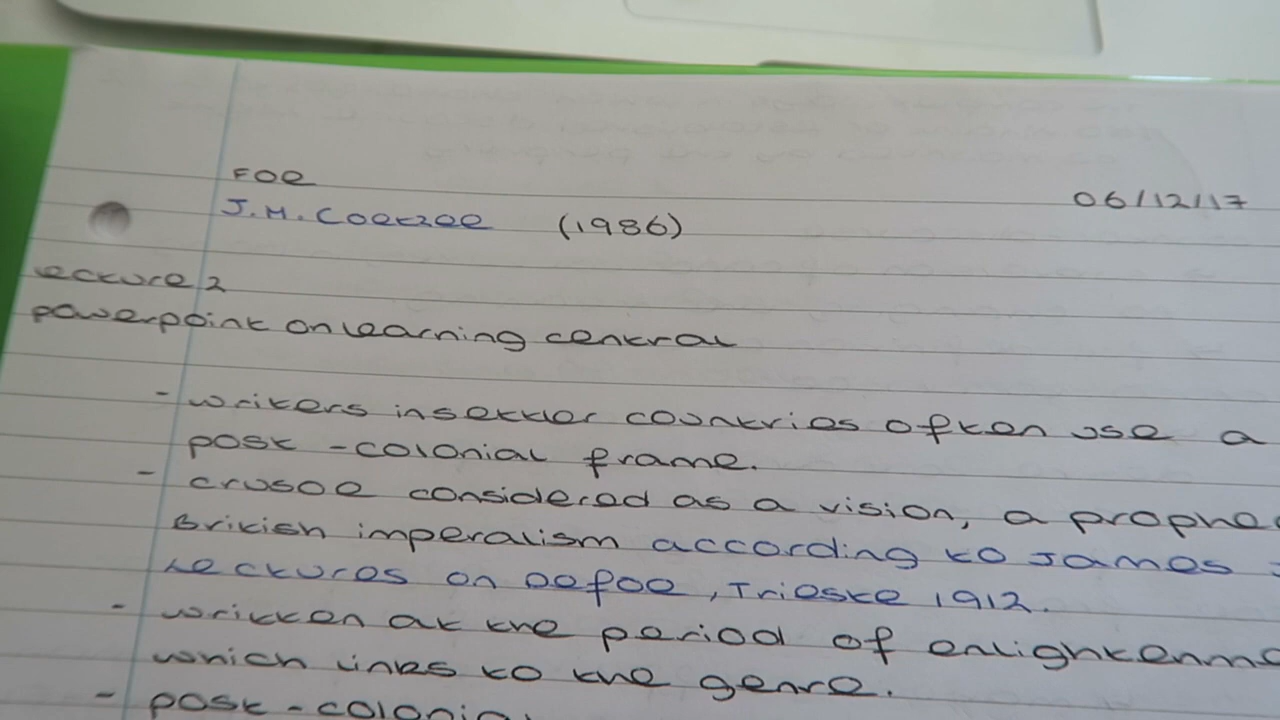 FOE
06/12/17
J.M. Coetzee (1986)
ecture 2
powerpoint on learning central
- writers in settler countries often use a
post-colonial frame.
- crusoe considered as a vision, a prophe
British imperalism according to James
Lectures on Defoe, Trieste 1912.
- written at the period of enlightenme
which links to the genre.
- post-colonial